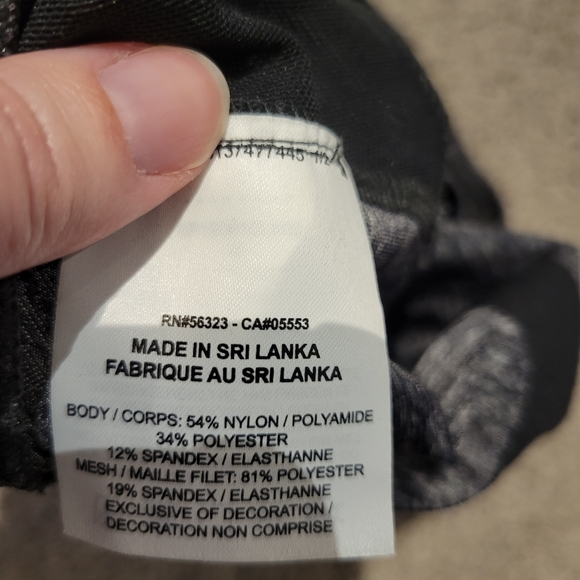 RN#56323 - CA#05553
MADE IN SRI LANKA
FABRIQUE AU SRI LANKA
BODY / CORPS: 54% NYLON / POLYAMIDE
34% POLYESTER
12% SPANDEX / ELASTHANNE
MESH / MAILLE FILET: 81% POLYESTER
19% SPANDEX / ELASTHANNE
EXCLUSIVE OF DECORATION /
DECORATION NON COMPRISE